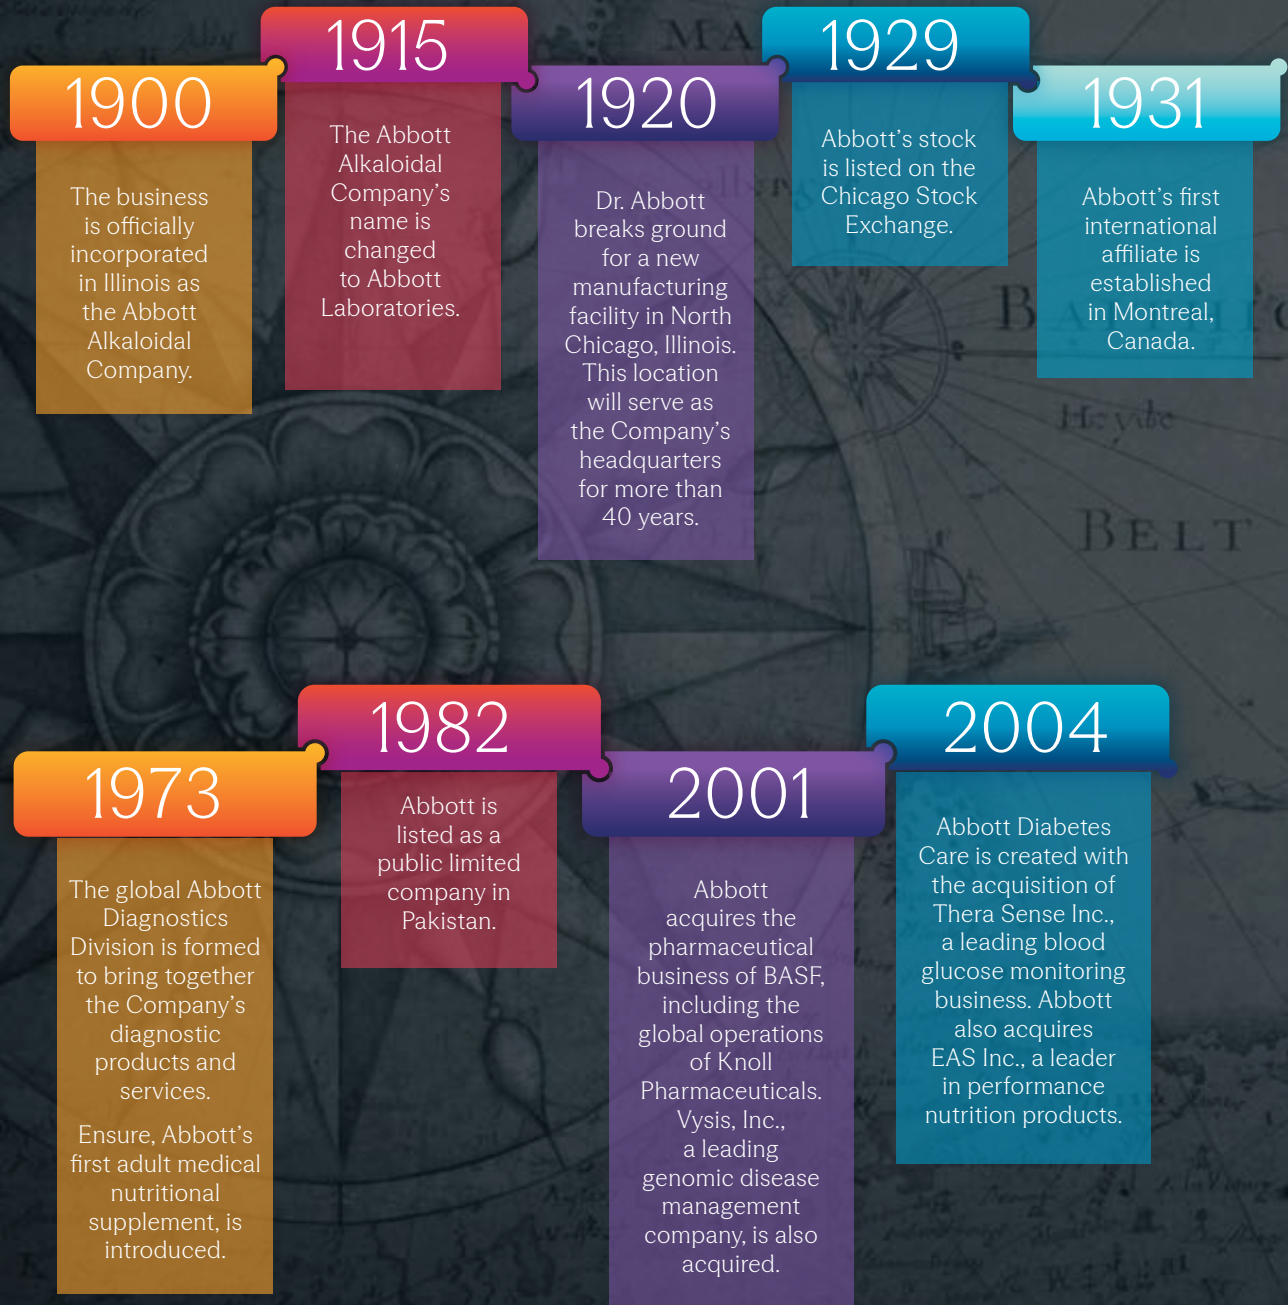 1900
The business
is officially
incorporated
in Illinois as
the Abbott
Alkaloidal
Company.
1915
The Abbott
Alkaloidal
Company’s
name is
changed
to Abbott
Laboratories.
1920
Dr. Abbott
breaks ground
for a new
manufacturing
facility in North
Chicago, Illinois.
This location
will serve as
the Company’s
headquarters
for more than
40 years.
1929
Abbott’s stock
is listed on the
Chicago Stock
Exchange.
1931
Abbott’s first
international
affiliate is
established
in Montreal,
Canada.
BELT
1973
The global Abbott
Diagnostics
Division is formed
to bring together
the Company’s
diagnostic
products and
services.
Ensure, Abbott’s
first adult medical
nutritional
supplement, is
introduced.
1982
Abbott is
listed as a
public limited
company in
Pakistan.
2001
Abbott
acquires the
pharmaceutical
business of BASF,
including the
global operations
of Knoll
Pharmaceuticals.
Vysis, Inc.,
a leading
genomic disease
management
company, is also
acquired.
2004
Abbott Diabetes
Care is created with
the acquisition of
Thera Sense Inc.,
a leading blood
glucose monitoring
business. Abbott
also acquires
EAS Inc., a leader
in performance
nutrition products.